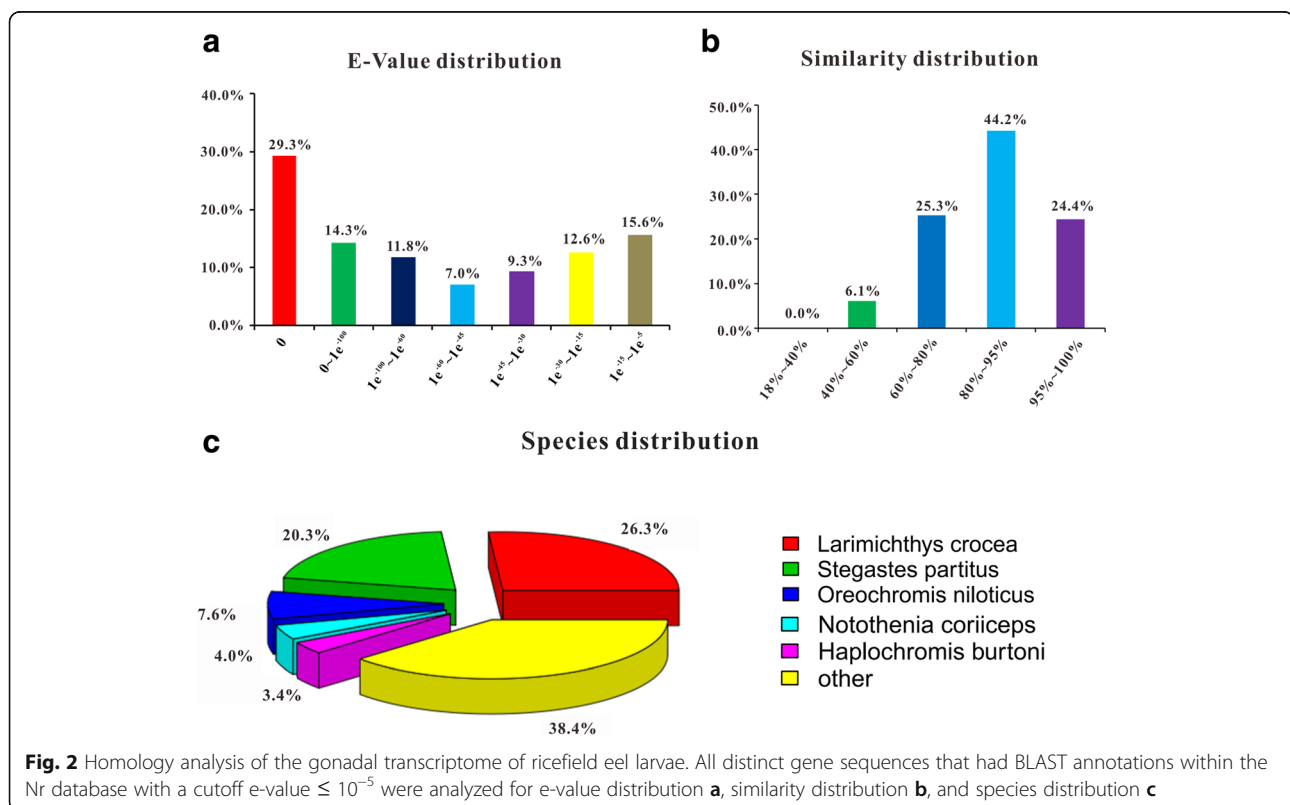 a
E-Value distribution
40.0%
30.0%
20.0%
10.0%
0.0%
29.3%
14.3%
11.8%
7.0%
9.3%
12.6%
15.6%
0
0~1e⁻¹⁰⁰
1e⁻¹⁰⁰~1e⁻⁶⁰
1e⁻⁶⁰~1e⁻⁴⁵
1e⁻⁴⁵~1e⁻³⁰
1e⁻³⁰~1e⁻¹⁵
1e⁻¹⁵~1e⁻⁵
b
Similarity distribution
50.0%
40.0%
30.0%
20.0%
10.0%
0.0%
0.0%
6.1%
25.3%
44.2%
24.4%
18%~40%
40%~60%
60%~80%
80%~95%
95%~100%
c
Species distribution
20.3%
26.3%
7.6%
4.0%
3.4%
38.4%
Larimichthys crocea
Stegastes partitus
Oreochromis niloticus
Notothenia coriiceps
Haplochromis burtoni
other
Fig. 2 Homology analysis of the gonadal transcriptome of ricefield eel larvae. All distinct gene sequences that had BLAST annotations within the
Nr database with a cutoff e-value ≤ 10⁻⁵ were analyzed for e-value distribution a, similarity distribution b, and species distribution c